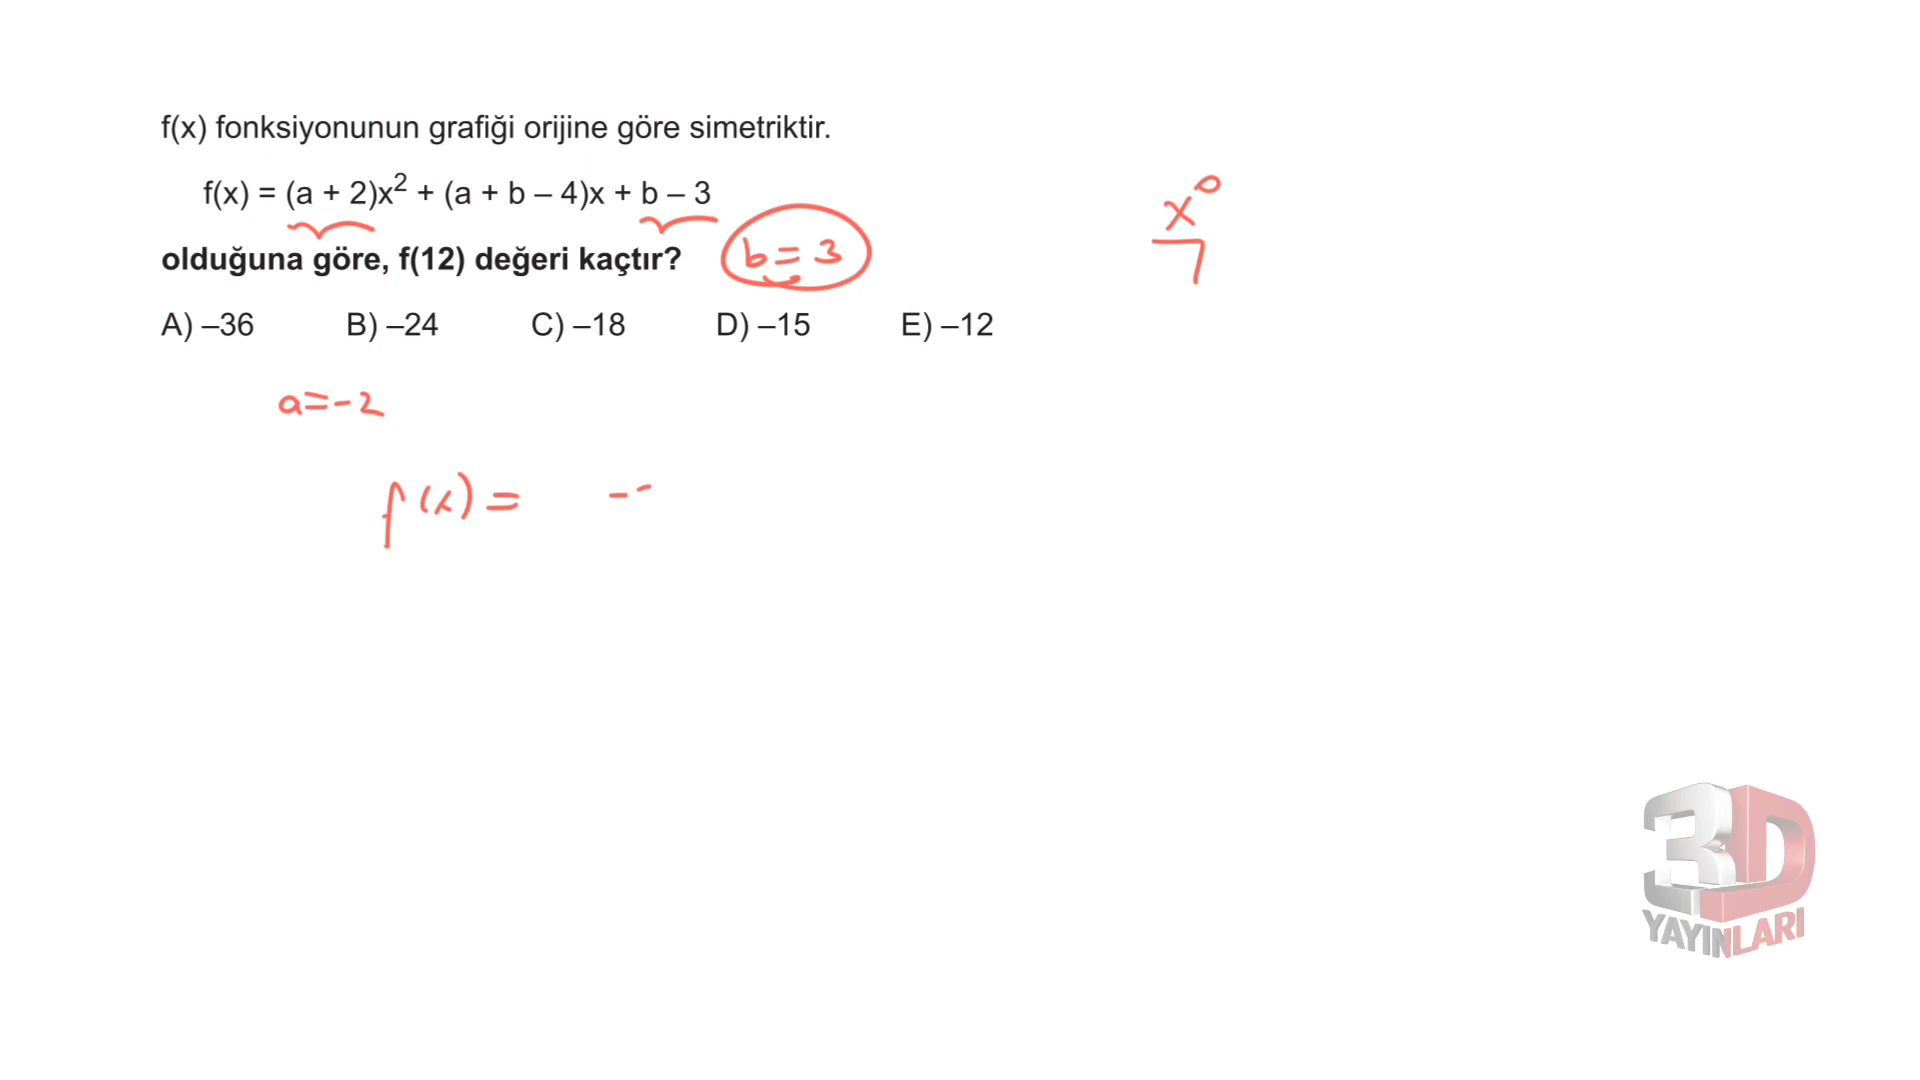 f(x) fonksiyonunun grafiği orijine göre simetriktir.
f(x) = (a + 2)x² + (a + b – 4)x + b – 3
olduğuna göre, f(12) değeri kaçtır?
b = 3
x⁰
A) –36 B) –24 C) –18 D) –15 E) –12
a = -2
f(x) = --
3D
YAYINLARI